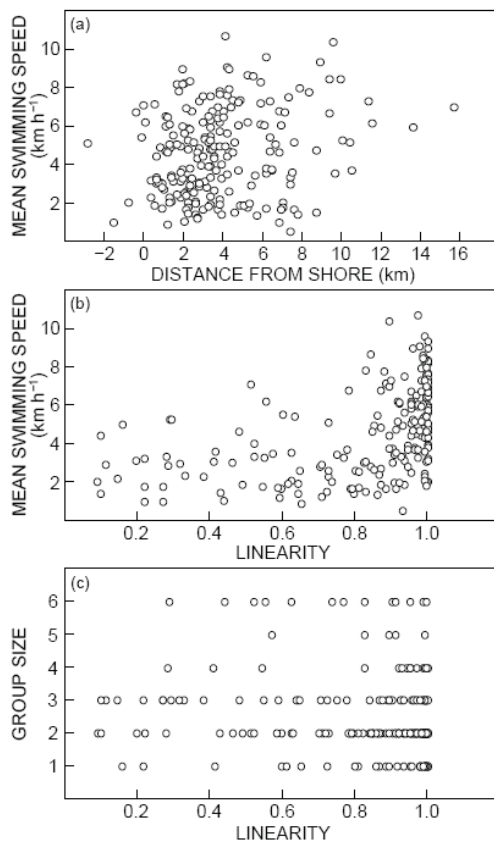 (a)
MEAN SWIMMING SPEED
(km h⁻¹)
10
8
6
4
2
−2 0 2 4 6 8 10 12 14 16
DISTANCE FROM SHORE (km)
(b)
MEAN SWIMMING SPEED
(km h⁻¹)
10
8
6
4
2
0.2 0.4 0.6 0.8 1.0
LINEARITY
(c)
GROUP SIZE
6
5
4
3
2
1
0.2 0.4 0.6 0.8 1.0
LINEARITY